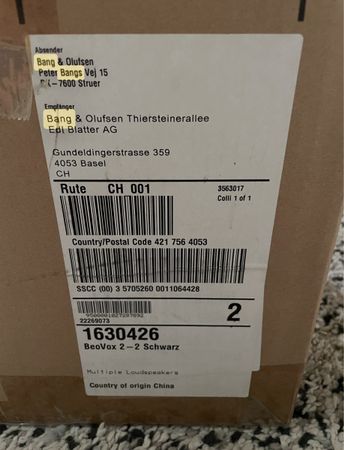 Absender
Bang & Olufsen
Peter Bangs Vej 15
DK-7600 Struer
Empfänger
Bang & Olufsen Thiersteinerallee
Edi Blatter AG
Gundeldingerstrasse 359
4053 Basel
CH
Rute CH 001
3563017
Colli 1 of 1
Country/Postal Code 421 756 4053
SSCC (00) 3 5705260 0011064428
22269073
2
1630426
BeoVox 2-2 Schwarz
Multiple Loudspeakers
Country of origin China